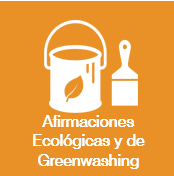 Afirmaciones
Ecológicas y de
Greenwashing